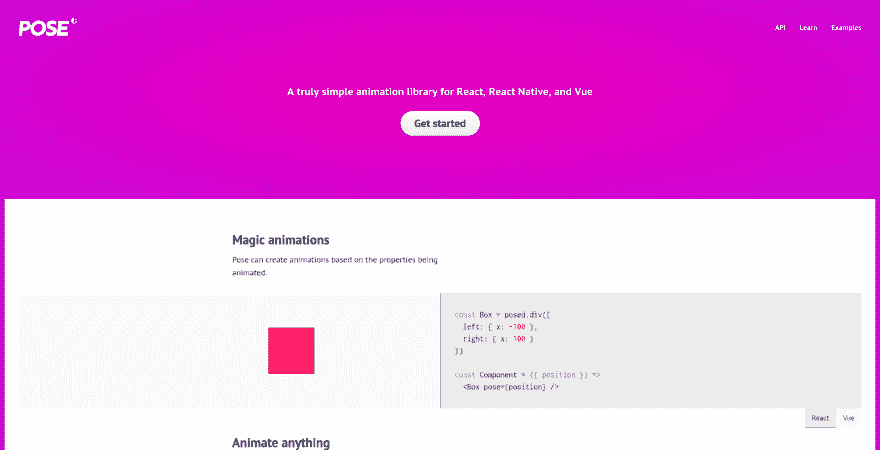 POSE
API Learn Examples
A truly simple animation library for React, React Native, and Vue
Get started
Magic animations
Pose can create animations based on the properties being
animated.
const Box = posed.div({
left: { x: -100 },
right: { x: 100 }
})
const Component = ({ position }) =>
<Box pose={position} />
React Vue
Animate anything